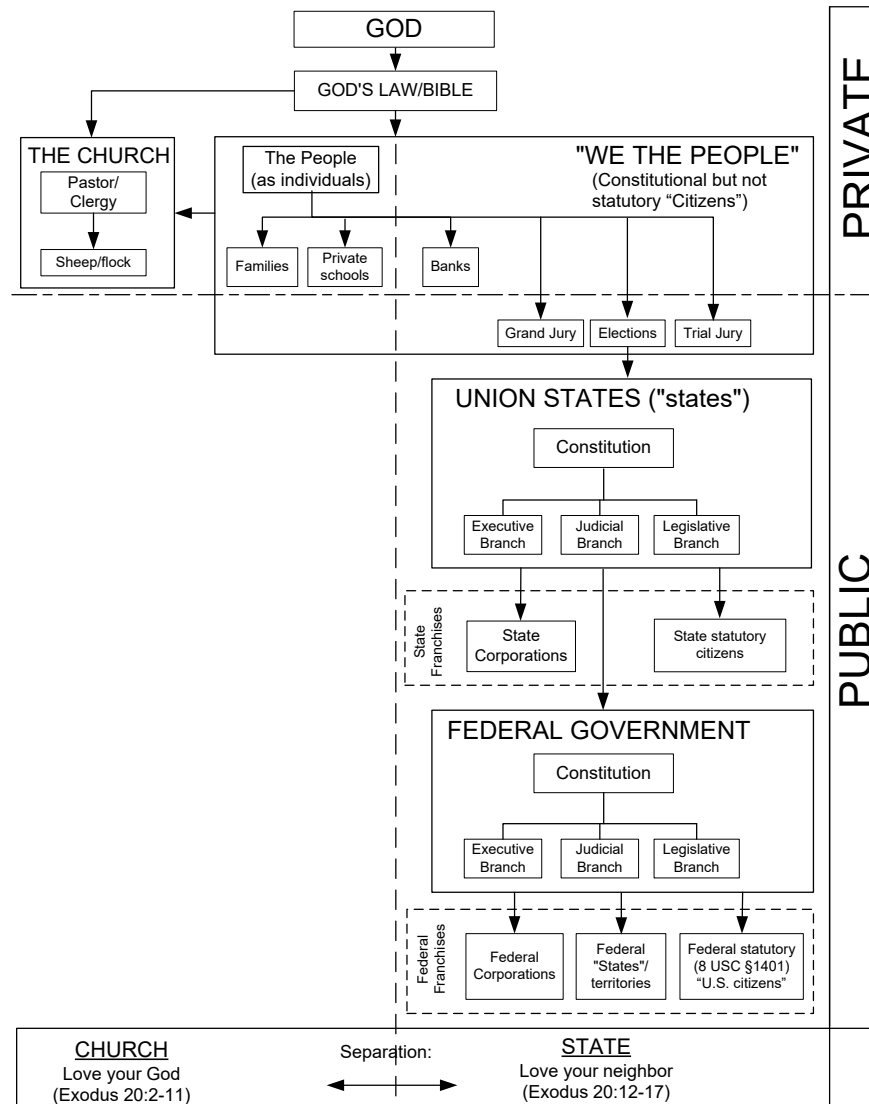 GOD
GOD'S LAW/BIBLE
PRIVATE
THE CHURCH
Pastor/
Clergy
Sheep/flock
The People
(as individuals)
"WE THE PEOPLE"
(Constitutional but not
statutory “Citizens”)
Families
Private
schools
Banks
Grand Jury
Elections
Trial Jury
PUBLIC
UNION STATES ("states")
Constitution
Executive
Branch
Judicial
Branch
Legislative
Branch
State
Franchises
State
Corporations
State statutory
citizens
FEDERAL GOVERNMENT
Constitution
Executive
Branch
Judicial
Branch
Legislative
Branch
Federal
Franchises
Federal
Corporations
Federal
"States"/
territories
Federal statutory
(8 USC §1401)
“U.S. citizens”
CHURCH
Love your God
(Exodus 20:2-11)
Separation:
STATE
Love your neighbor
(Exodus 20:12-17)